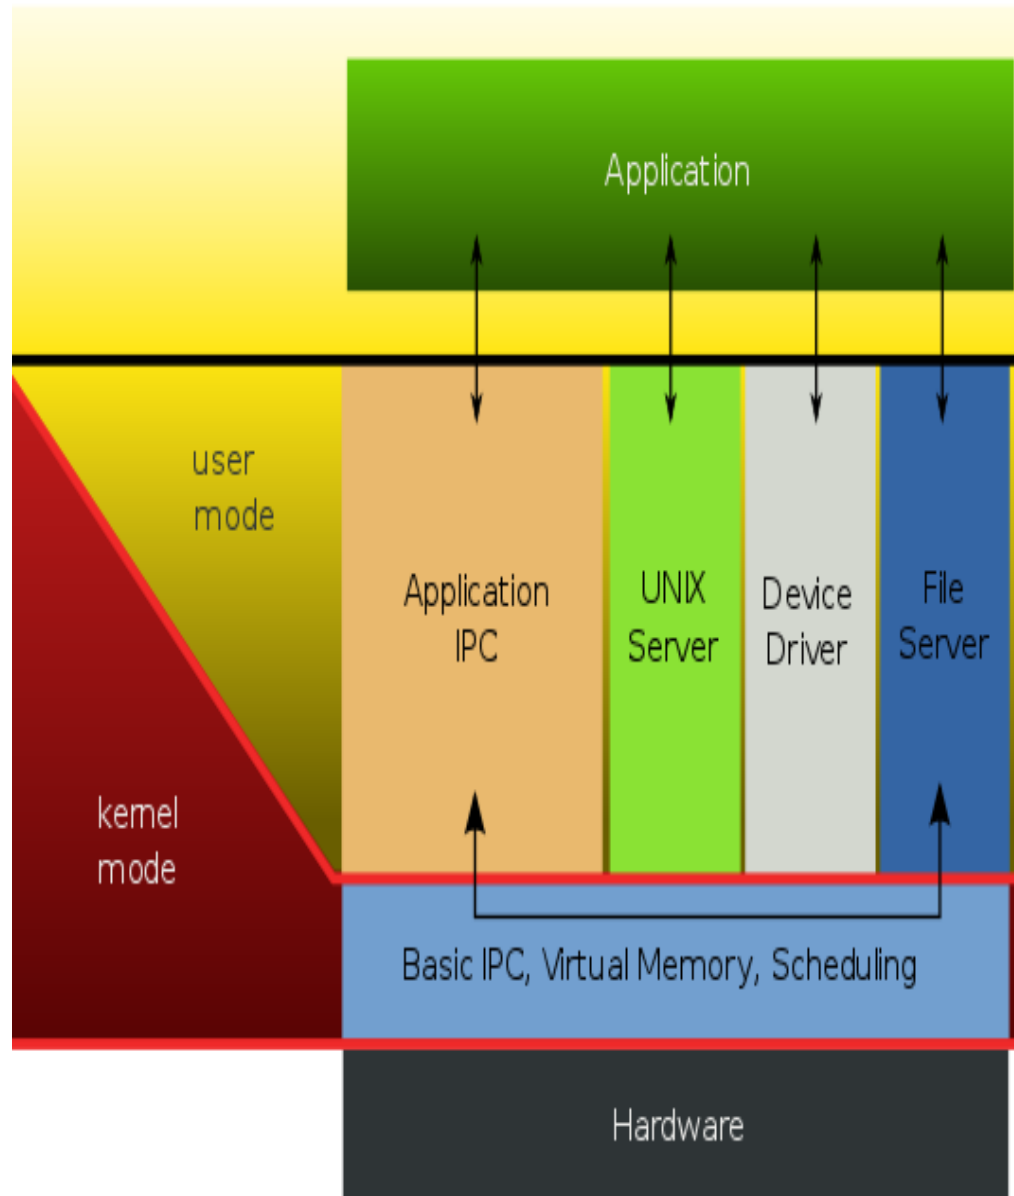 Application
user
mode
Application
IPC
UNIX
Server
Device
Driver
File
Server
kernel
mode
Basic IPC, Virtual Memory, Scheduling
Hardware